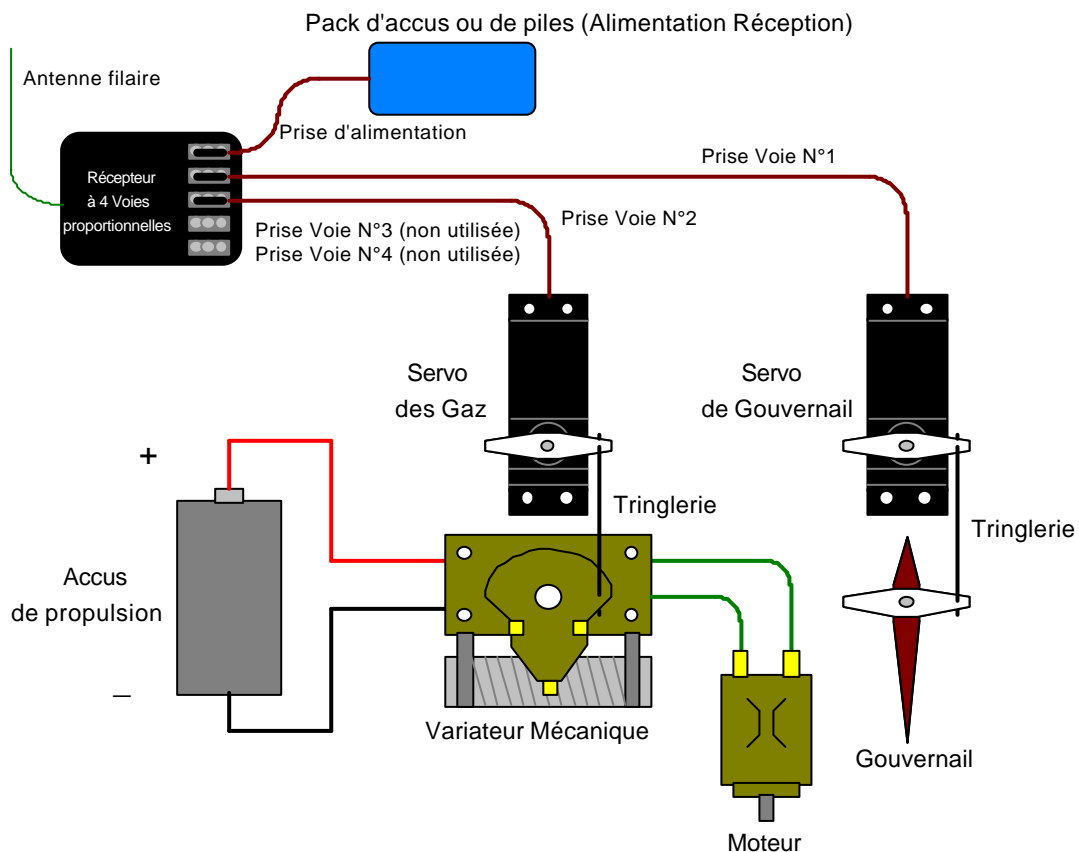 Pack d'accus ou de piles (Alimentation Réception)
Antenne filaire
Prise d'alimentation
Prise Voie N°1
Récepteur
à 4 Voies
proportionnelles
Prise Voie N°2
Prise Voie N°3 (non utilisée)
Prise Voie N°4 (non utilisée)
Servo
des Gaz
Servo
de Gouvernail
+
Tringlerie
Tringlerie
Accus
de propulsion
_
Variateur Mécanique
Gouvernail
Moteur